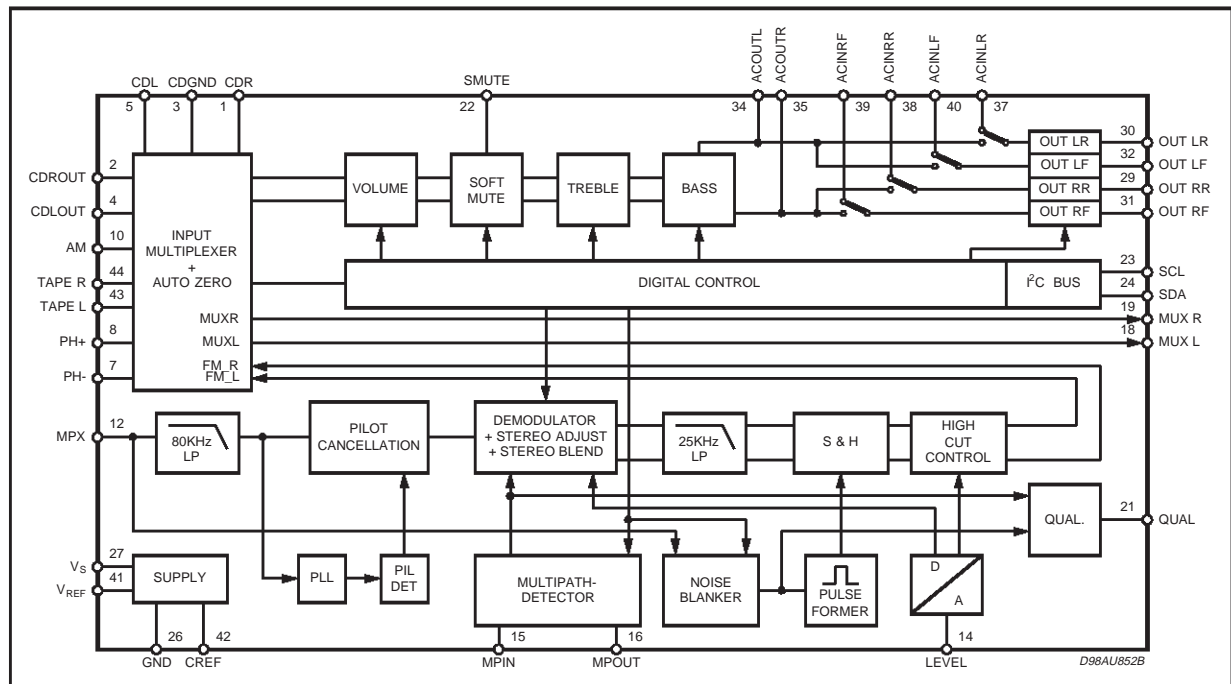 ACOUTL
ACOUTR
ACINRF
ACINRR
ACINLF
ACINLR
CDL
CDGND
CDR
SMUTE
5
3
1
22
34
35
39
38
40
37
CDROUT
2
CDLOUT
4
AM
10
TAPE R
44
TAPE L
43
PH+
8
PH-
7
INPUT
MULTIPLEXER
+
AUTO ZERO
MUXR
MUXL
FM_R
FM_L
VOLUME
SOFT
MUTE
TREBLE
BASS
OUT LR
30
OUT LR
OUT LF
32
OUT LF
OUT RR
29
OUT RR
OUT RF
31
OUT RF
DIGITAL CONTROL
I²C BUS
23
SCL
24
SDA
19
MUX R
18
MUX L
MPX
12
80KHz
LP
PILOT
CANCELLATION
DEMODULATOR
+ STEREO ADJUST
+ STEREO BLEND
25KHz
LP
S & H
HIGH
CUT
CONTROL
QUAL.
21
QUAL
VS
27
VREF
41
SUPPLY
PLL
PIL
DET
MULTIPATH-
DETECTOR
NOISE
BLANKER
PULSE
FORMER
D
A
26
42
15
16
14
GND
CREF
MPIN
MPOUT
LEVEL
D98AU852B